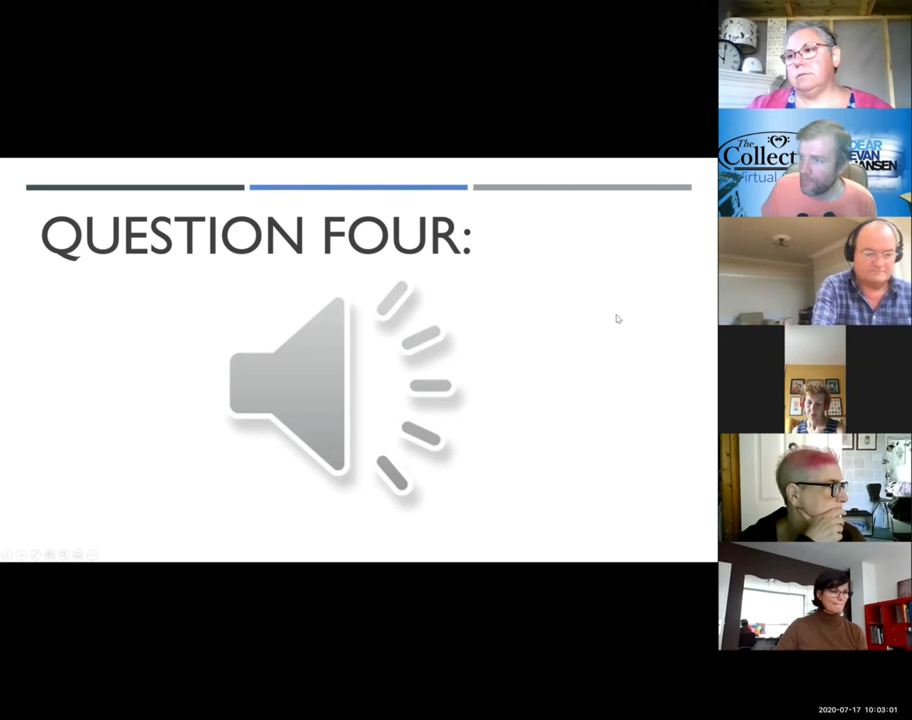 QUESTION FOUR:
The
Collect
Virtual
DEAR
EVAN
HANSEN
2020-07-17 10:03:01